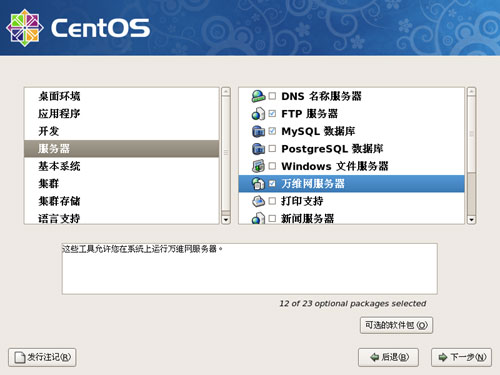 CentOS
桌面环境
应用程序
开发
服务器
基本系统
集群
集群存储
语言支持
DNS 名称服务器
FTP 服务器
MySQL 数据库
PostgreSQL 数据库
Windows 文件服务器
万维网服务器
打印支持
新闻服务器
这些工具允许您在系统上运行万维网服务器。
12 of 23 optional packages selected
可选的软件包(O)
发行注记(R)
后退(B)
下一步(N)